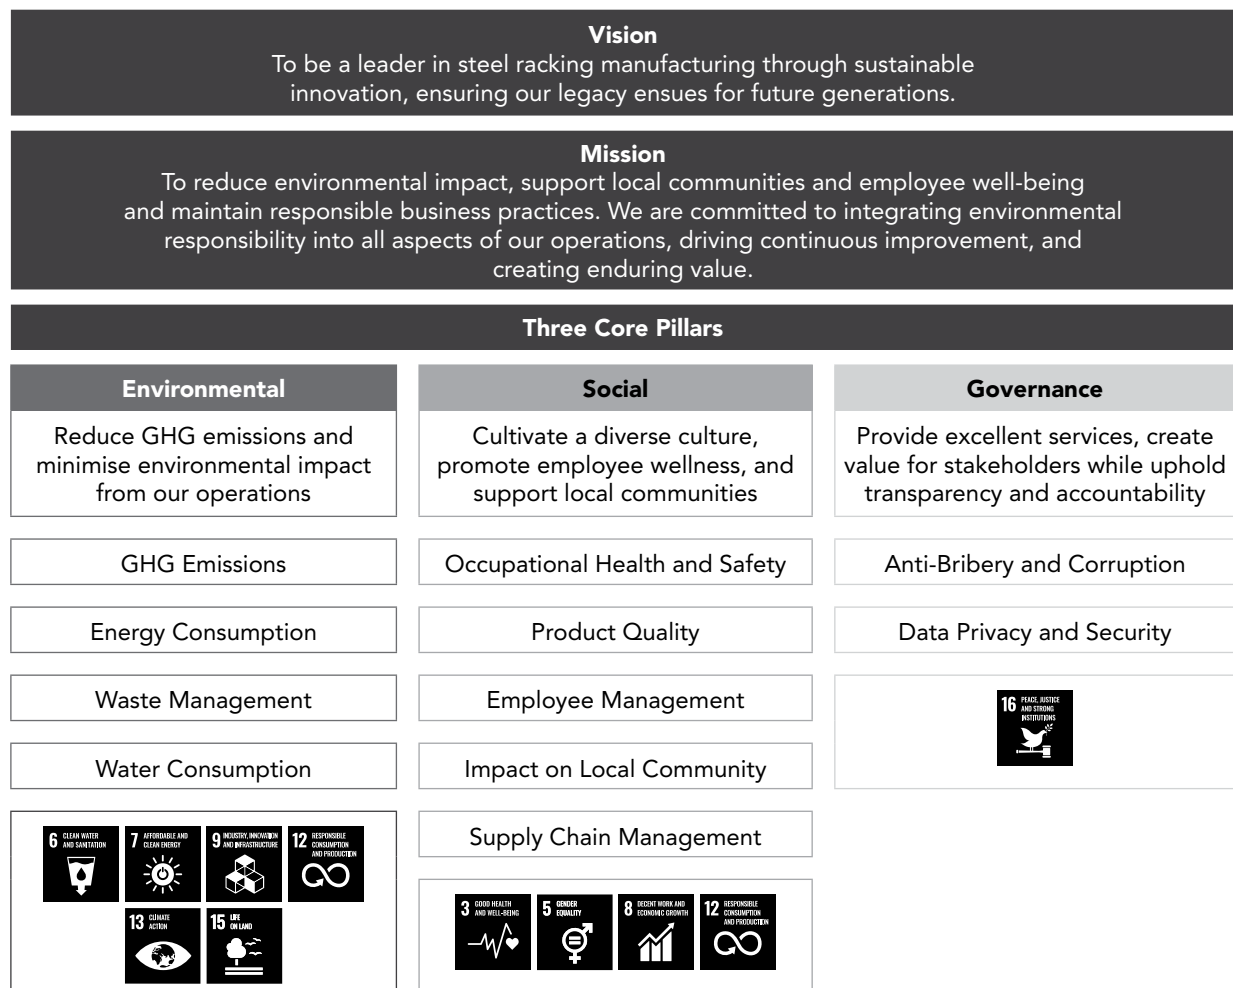 Vision
To be a leader in steel racking manufacturing through sustainable
innovation, ensuring our legacy ensues for future generations.
Mission
To reduce environmental impact, support local communities and employee well-being
and maintain responsible business practices. We are committed to integrating environmental
responsibility into all aspects of our operations, driving continuous improvement, and
creating enduring value.
Three Core Pillars
Environmental
Reduce GHG emissions and
minimise environmental impact
from our operations
GHG Emissions
Energy Consumption
Waste Management
Water Consumption
6 CLEAN WATER
AND SANITATION
7 AFFORDABLE AND
CLEAN ENERGY
9 INDUSTRY, INNOVATION
AND INFRASTRUCTURE
12 RESPONSIBLE
CONSUMPTION
AND PRODUCTION
13 CLIMATE
ACTION
15 LIFE
ON LAND
Social
Cultivate a diverse culture,
promote employee wellness, and
support local communities
Occupational Health and Safety
Product Quality
Employee Management
Impact on Local Community
Supply Chain Management
3 GOOD HEALTH
AND WELL-BEING
5 GENDER
EQUALITY
8 DECENT WORK AND
ECONOMIC GROWTH
12 RESPONSIBLE
CONSUMPTION
AND PRODUCTION
Governance
Provide excellent services, create
value for stakeholders while uphold
transparency and accountability
Anti-Bribery and Corruption
Data Privacy and Security
16 PEACE, JUSTICE
AND STRONG
INSTITUTIONS